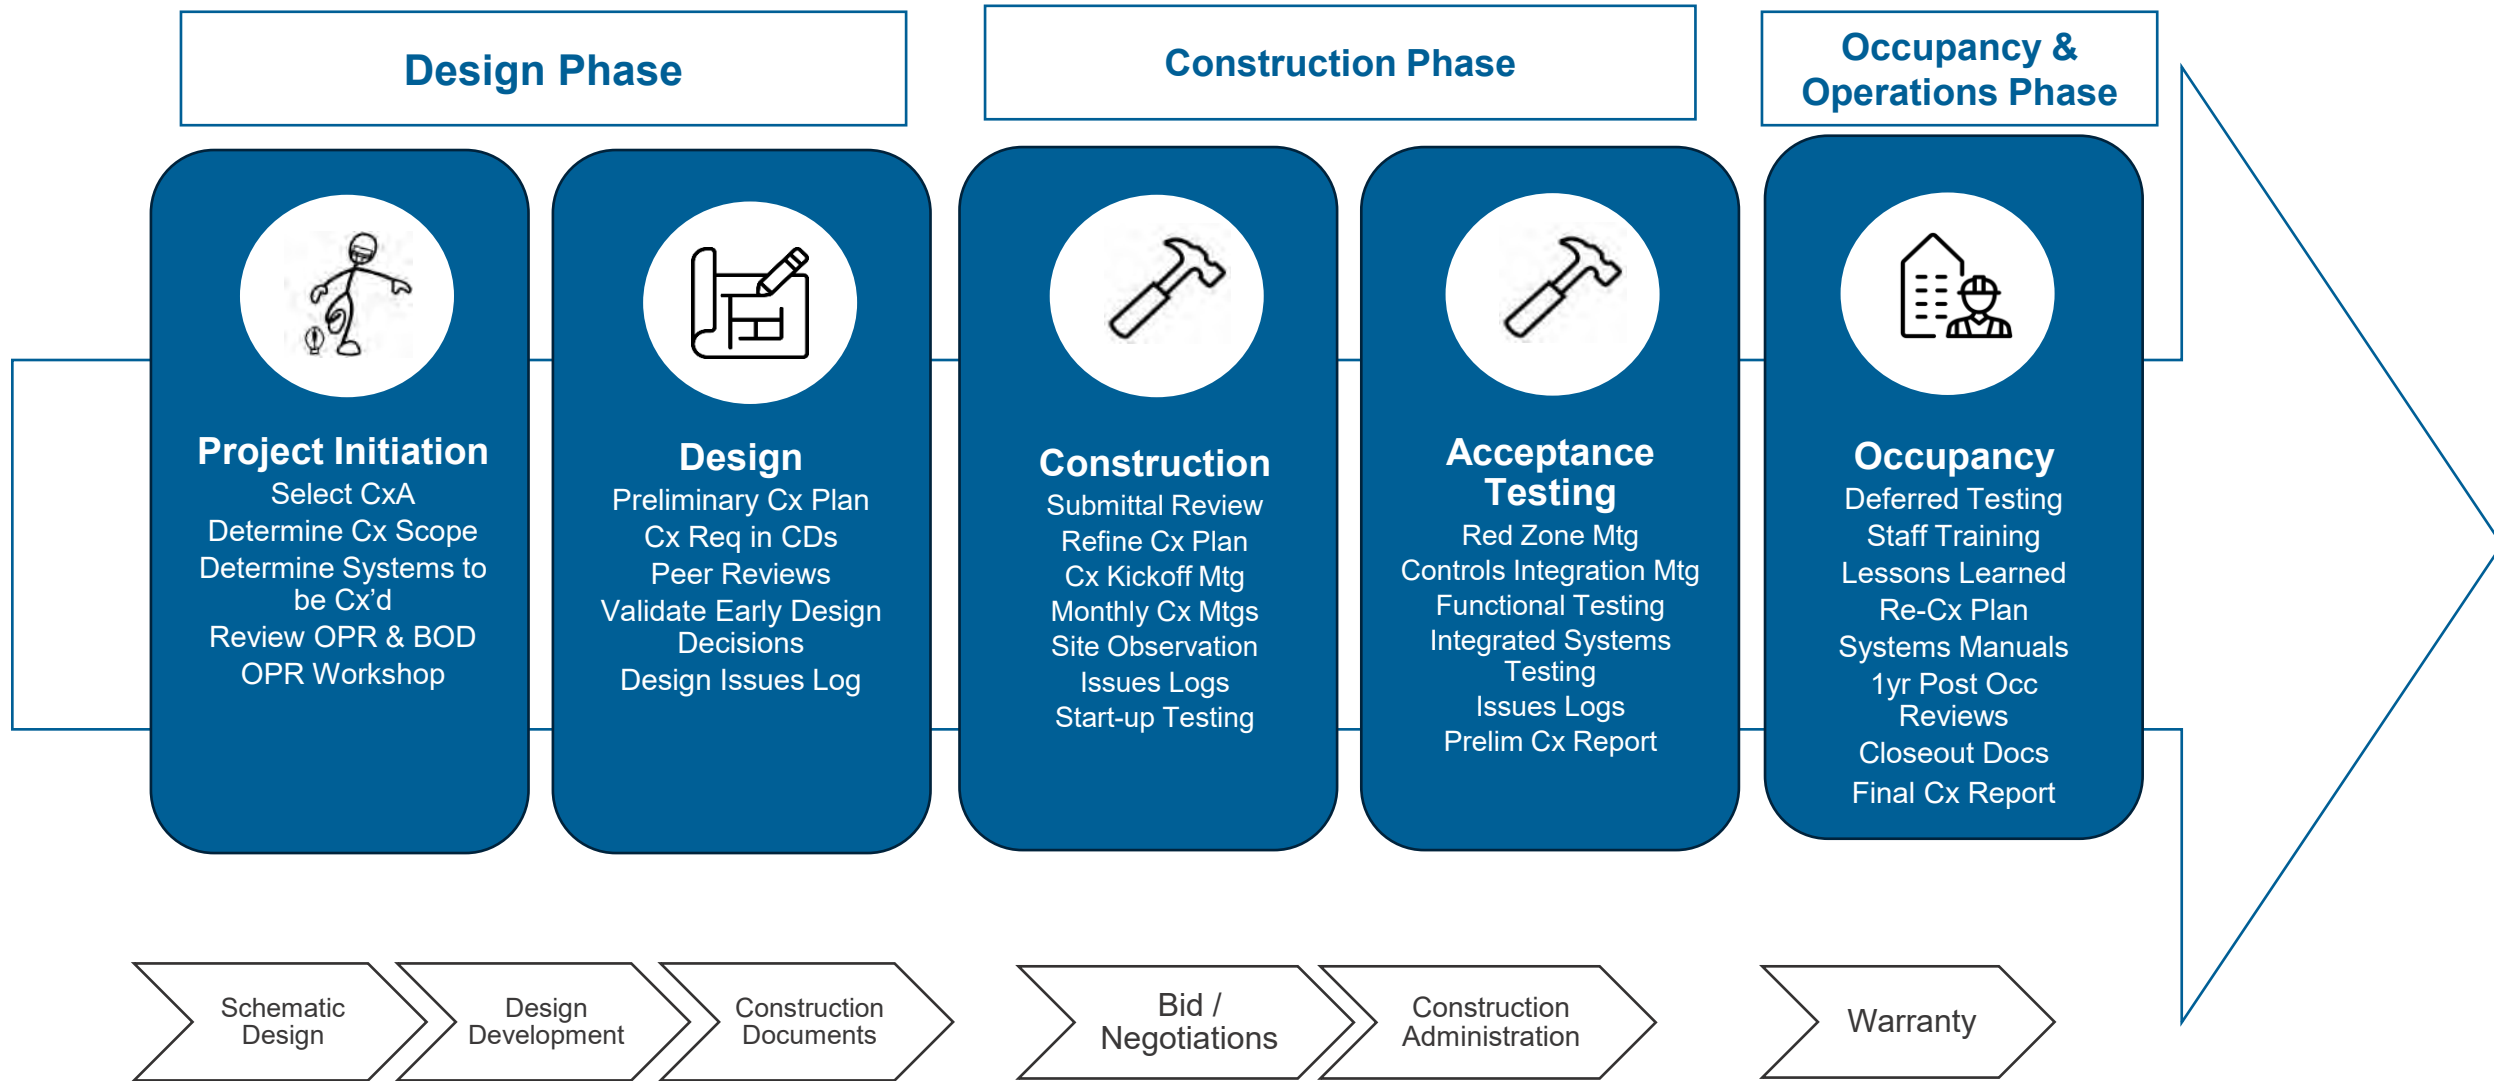 Design Phase
Construction Phase
Occupancy &
Operations Phase
Project Initiation
Select CxA
Determine Cx Scope
Determine Systems to
be Cx’d
Review OPR & BOD
OPR Workshop
Design
Preliminary Cx Plan
Cx Req in CDs
Peer Reviews
Validate Early Design
Decisions
Design Issues Log
Construction
Submittal Review
Refine Cx Plan
Cx Kickoff Mtg
Monthly Cx Mtgs
Site Observation
Issues Logs
Start-up Testing
Acceptance
Testing
Red Zone Mtg
Controls Integration Mtg
Functional Testing
Integrated Systems
Testing
Issues Logs
Prelim Cx Report
Occupancy
Deferred Testing
Staff Training
Lessons Learned
Re-Cx Plan
Systems Manuals
1yr Post Occ
Reviews
Closeout Docs
Final Cx Report
Schematic
Design
Design
Development
Construction
Documents
Bid /
Negotiations
Construction
Administration
Warranty